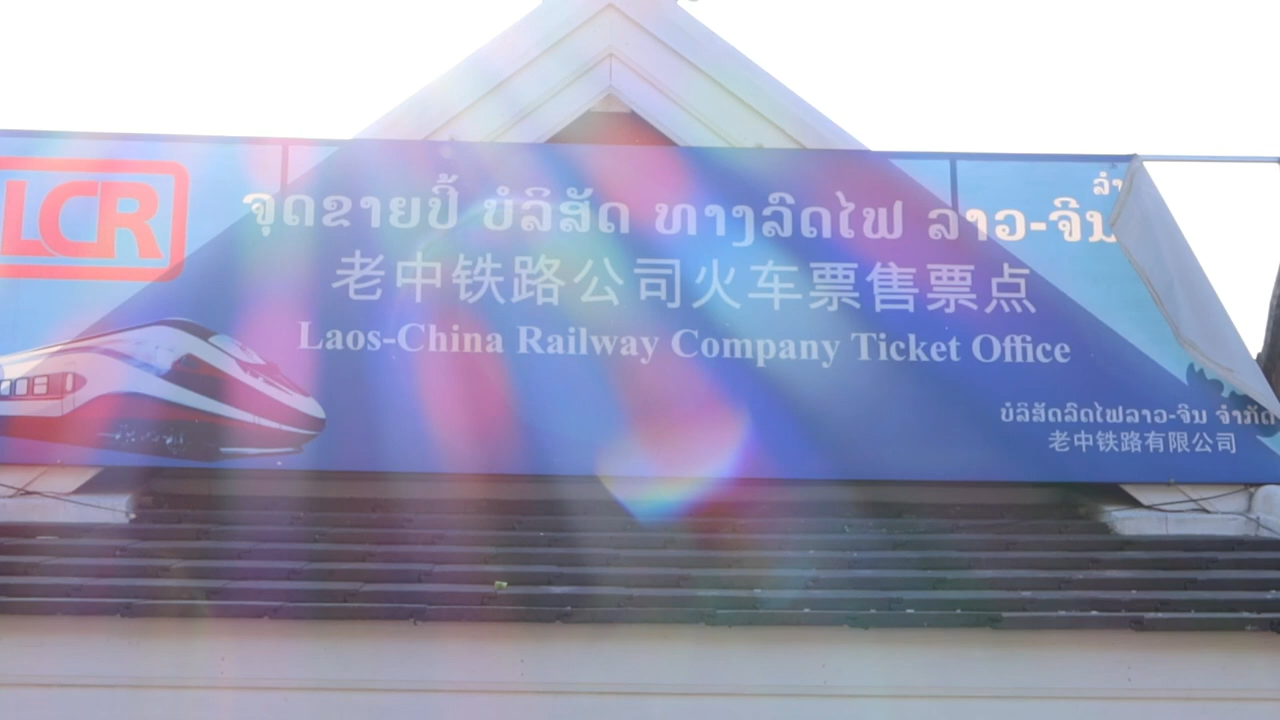 LCR
ຈຸດຂາຍປີ້ ບໍລິສັດ ທາງລົດໄຟ ລາວ-ຈີນ
老中铁路公司火车票售票点
Laos-China Railway Company Ticket Office
ບໍລິສັດລົດໄຟລາວ-ຈີນ ຈຳກັດ
老中铁路有限公司